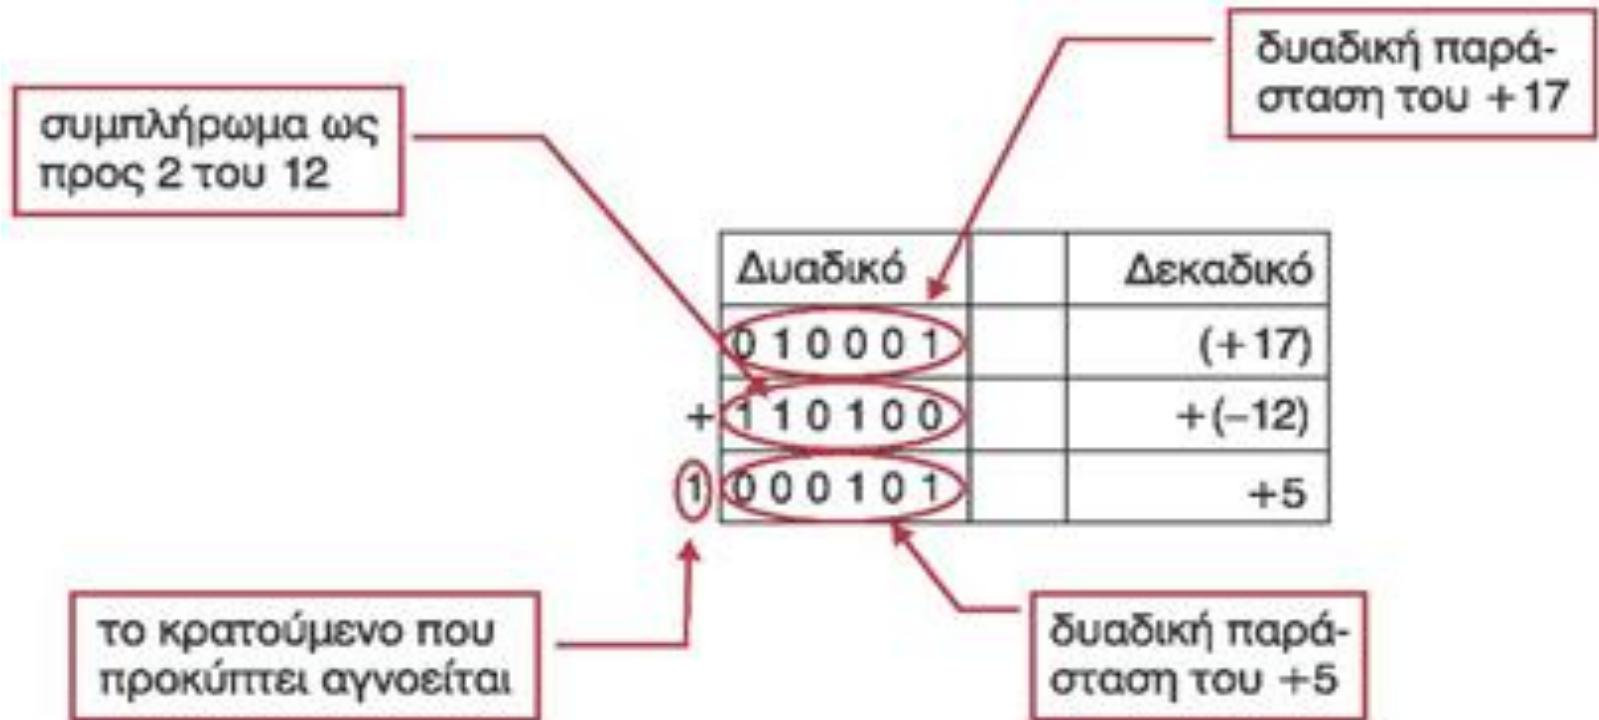 δυαδική παρά-
σταση του +17
συμπλήρωμα ως
προς 2 του 12
Δυαδικό Δεκαδικό
0 1 0 0 0 1 (+17)
+ 1 1 0 1 0 0 +(−12)
1 0 0 0 1 0 1 +5
το κρατούμενο που
προκύπτει αγνοείται
δυαδική παρά-
σταση του +5